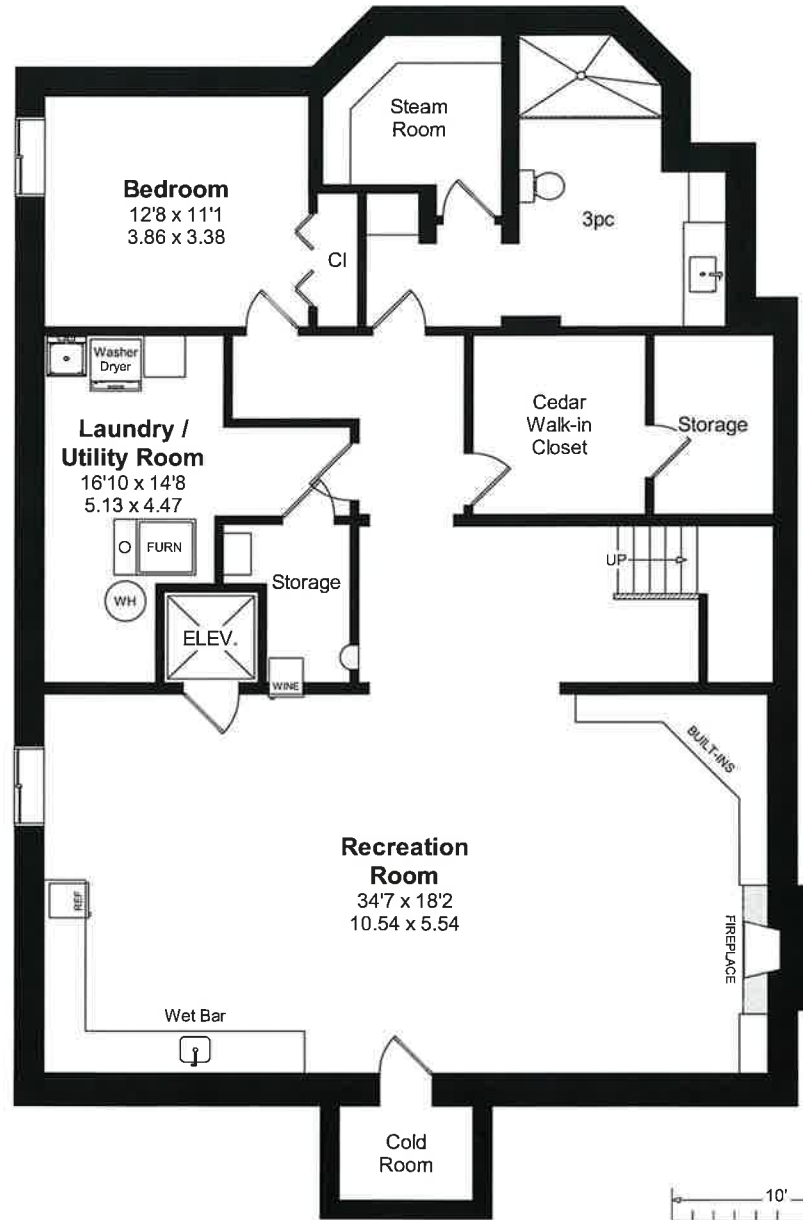 Steam
Room
Bedroom
12'8 x 11'1
3.86 x 3.38
3pc
Cl
Washer
Dryer
Cedar
Walk-in
Closet
Storage
Laundry /
Utility Room
16'10 x 14'8
5.13 x 4.47
FURN
UP
Storage
WH
ELEV.
WINE
BUILT-INS
Recreation
Room
34'7 x 18'2
10.54 x 5.54
REF
FIREPLACE
Wet Bar
Cold
Room
10'